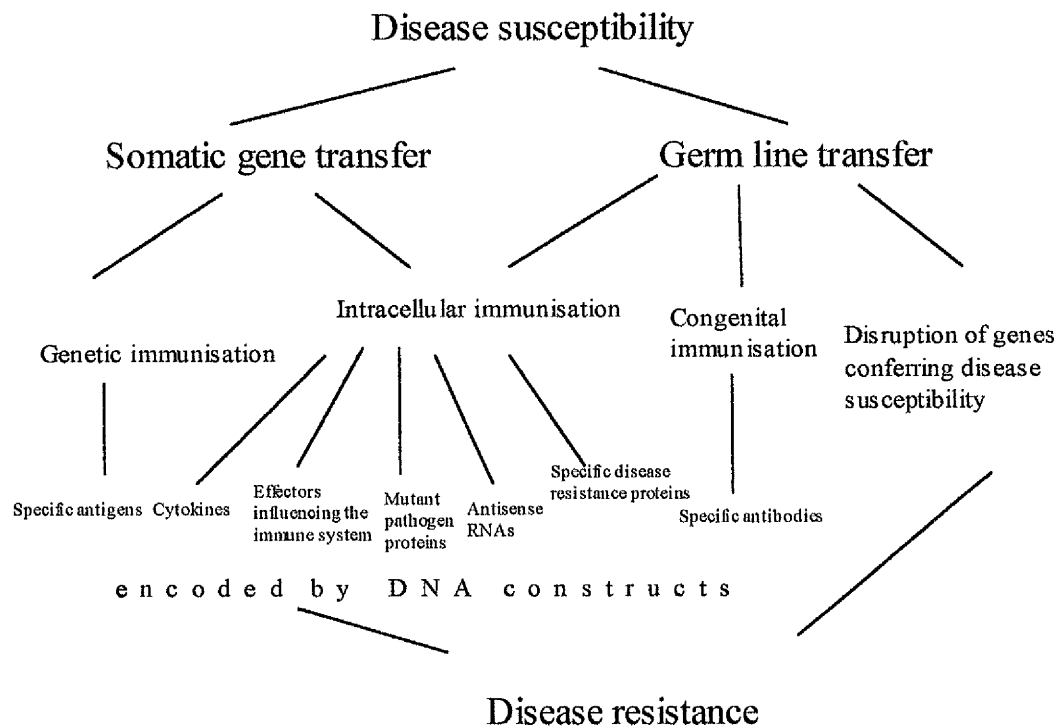 Disease susceptibility
Somatic gene transfer
Germ line transfer
Genetic immunisation
Intracellular immunisation
Congenital
immunisation
Disruption of genes
conferring disease
susceptibility
Specific antigens
Cytokines
Effectors
influencing the
immune system
Mutant
pathogen
proteins
Antisense
RNAs
Specific disease
resistance proteins
Specific antibodies
encoded by DNA constructs
Disease resistance